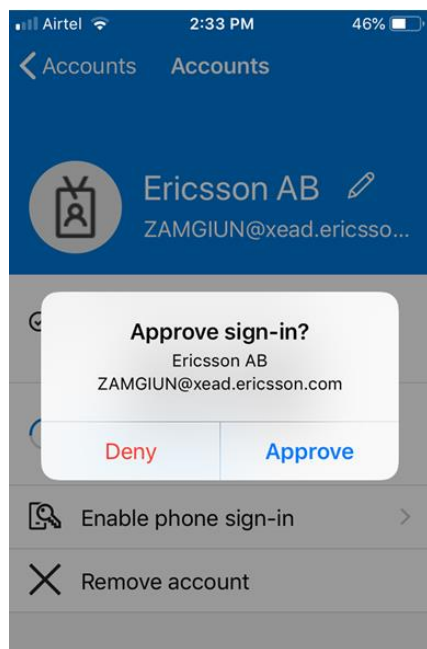 Airtel 2:33 PM 46%
Accounts Accounts
Ericsson AB
ZAMGIUN@xead.ericsso...
Approve sign-in?
Ericsson AB
ZAMGIUN@xead.ericsson.com
Deny Approve
Enable phone sign-in
Remove account